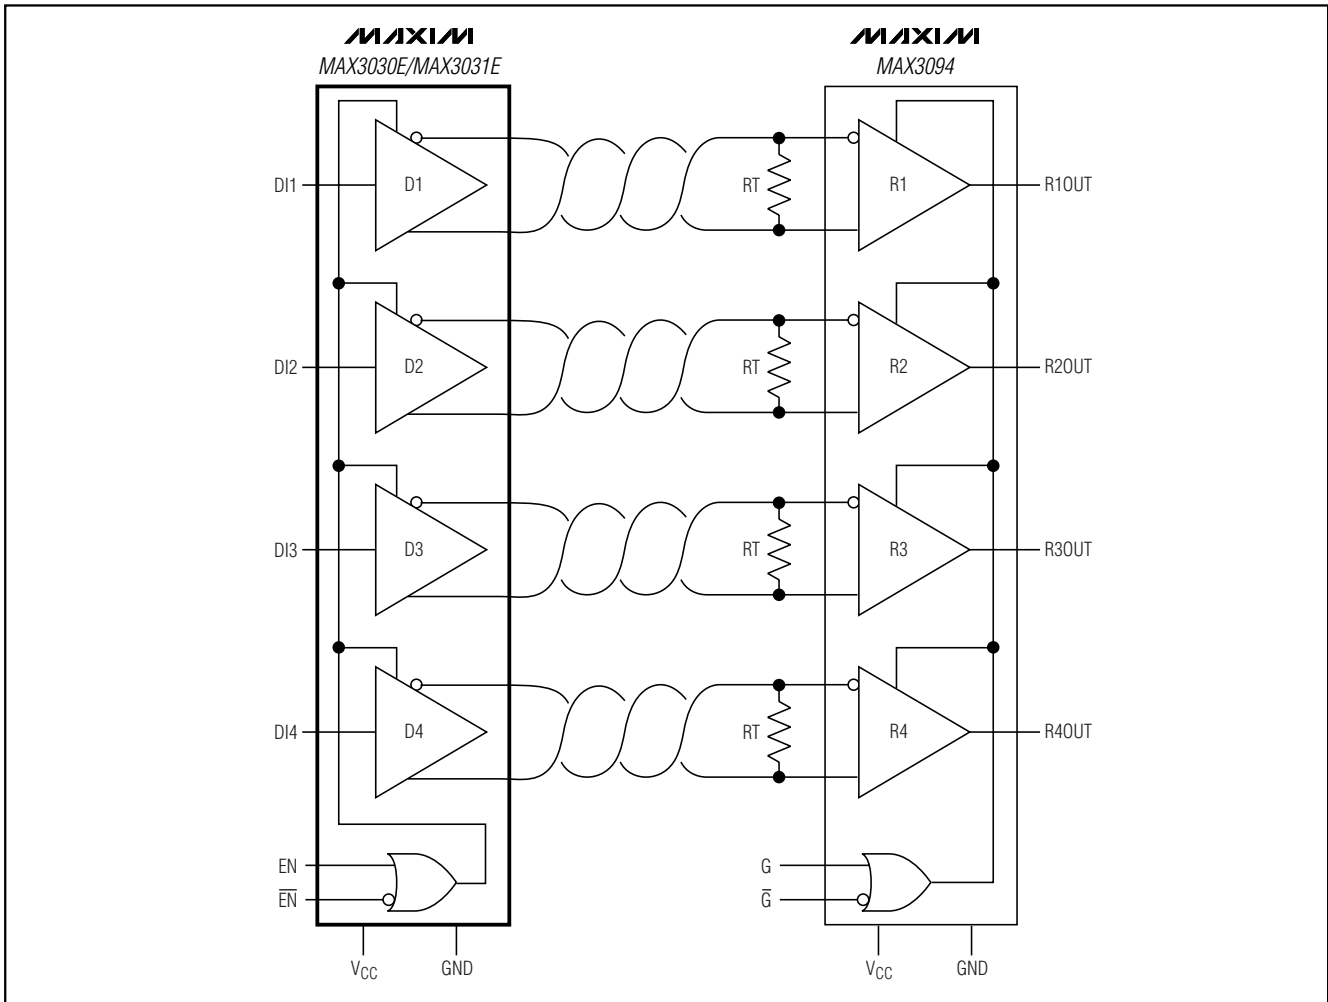 MAXIM MAXIM
MAX3030E/MAX3031E MAX3094
DI1 D1 RT R1 R1OUT
DI2 D2 RT R2 R2OUT
DI3 D3 RT R3 R3OUT
DI4 D4 RT R4 R4OUT
EN G
E̅N̅ G̅
VCC GND VCC GND